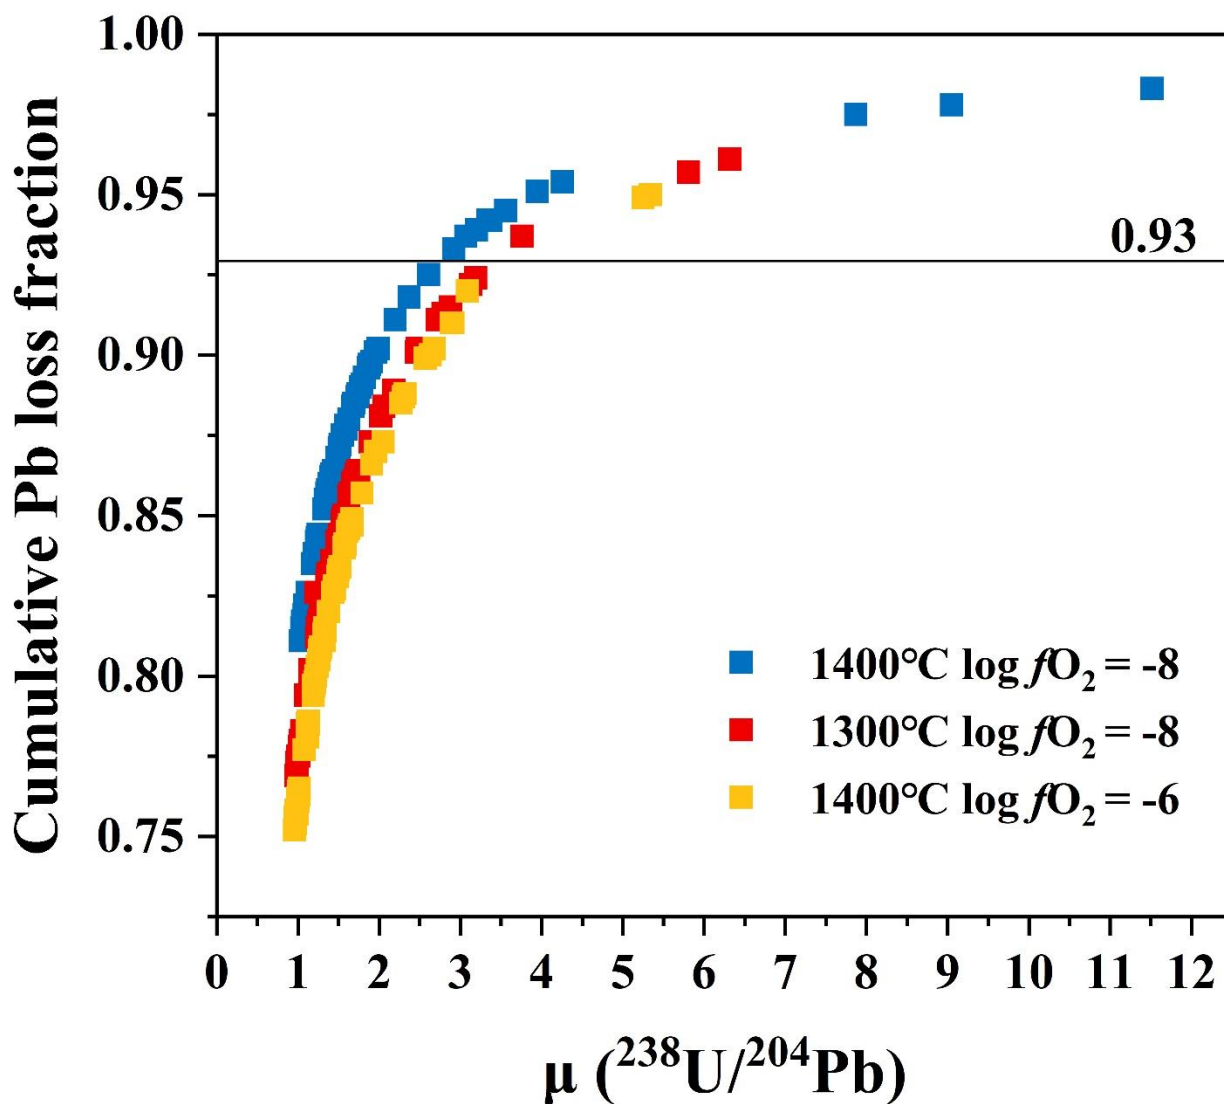 Cumulative Pb loss fraction
1.00
0.95
0.90
0.85
0.80
0.75
0.93
1400°C log fO₂ = -8
1300°C log fO₂ = -8
1400°C log fO₂ = -6
0 1 2 3 4 5 6 7 8 9 10 11 12
μ (²³⁸U/²⁰⁴Pb)